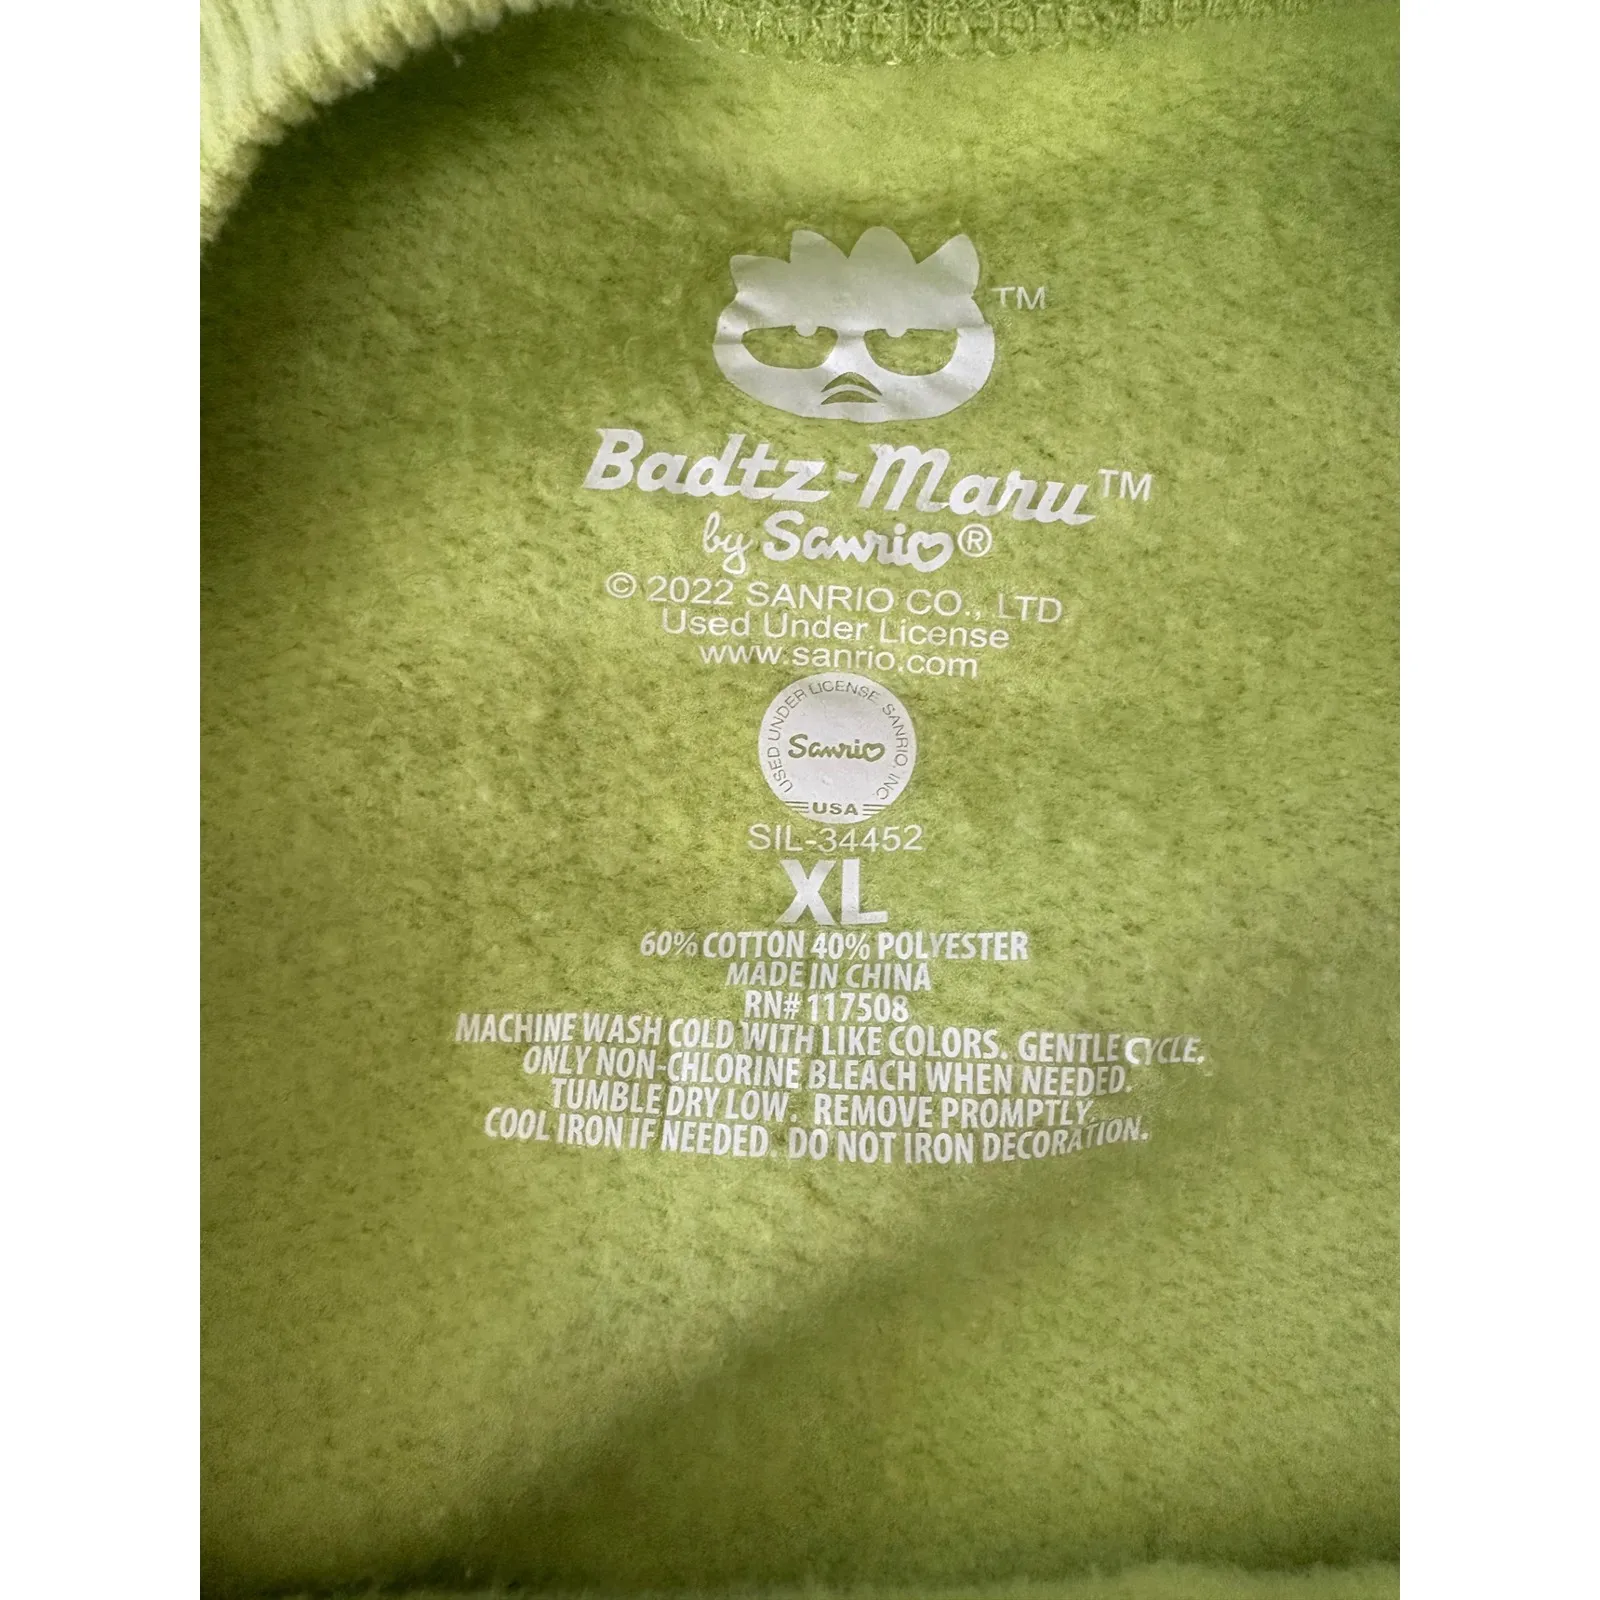 TM
Badtz-Maru™
by Sanrio®
© 2022 SANRIO CO., LTD
Used Under License
www.sanrio.com
USED UNDER LICENSE SANRIO, INC.
Sanrio
USA
SIL-34452
XL
60% COTTON 40% POLYESTER
MADE IN CHINA
RN# 117508
MACHINE WASH COLD WITH LIKE COLORS. GENTLE CYCLE.
ONLY NON-CHLORINE BLEACH WHEN NEEDED.
TUMBLE DRY LOW. REMOVE PROMPTLY.
COOL IRON IF NEEDED. DO NOT IRON DECORATION.